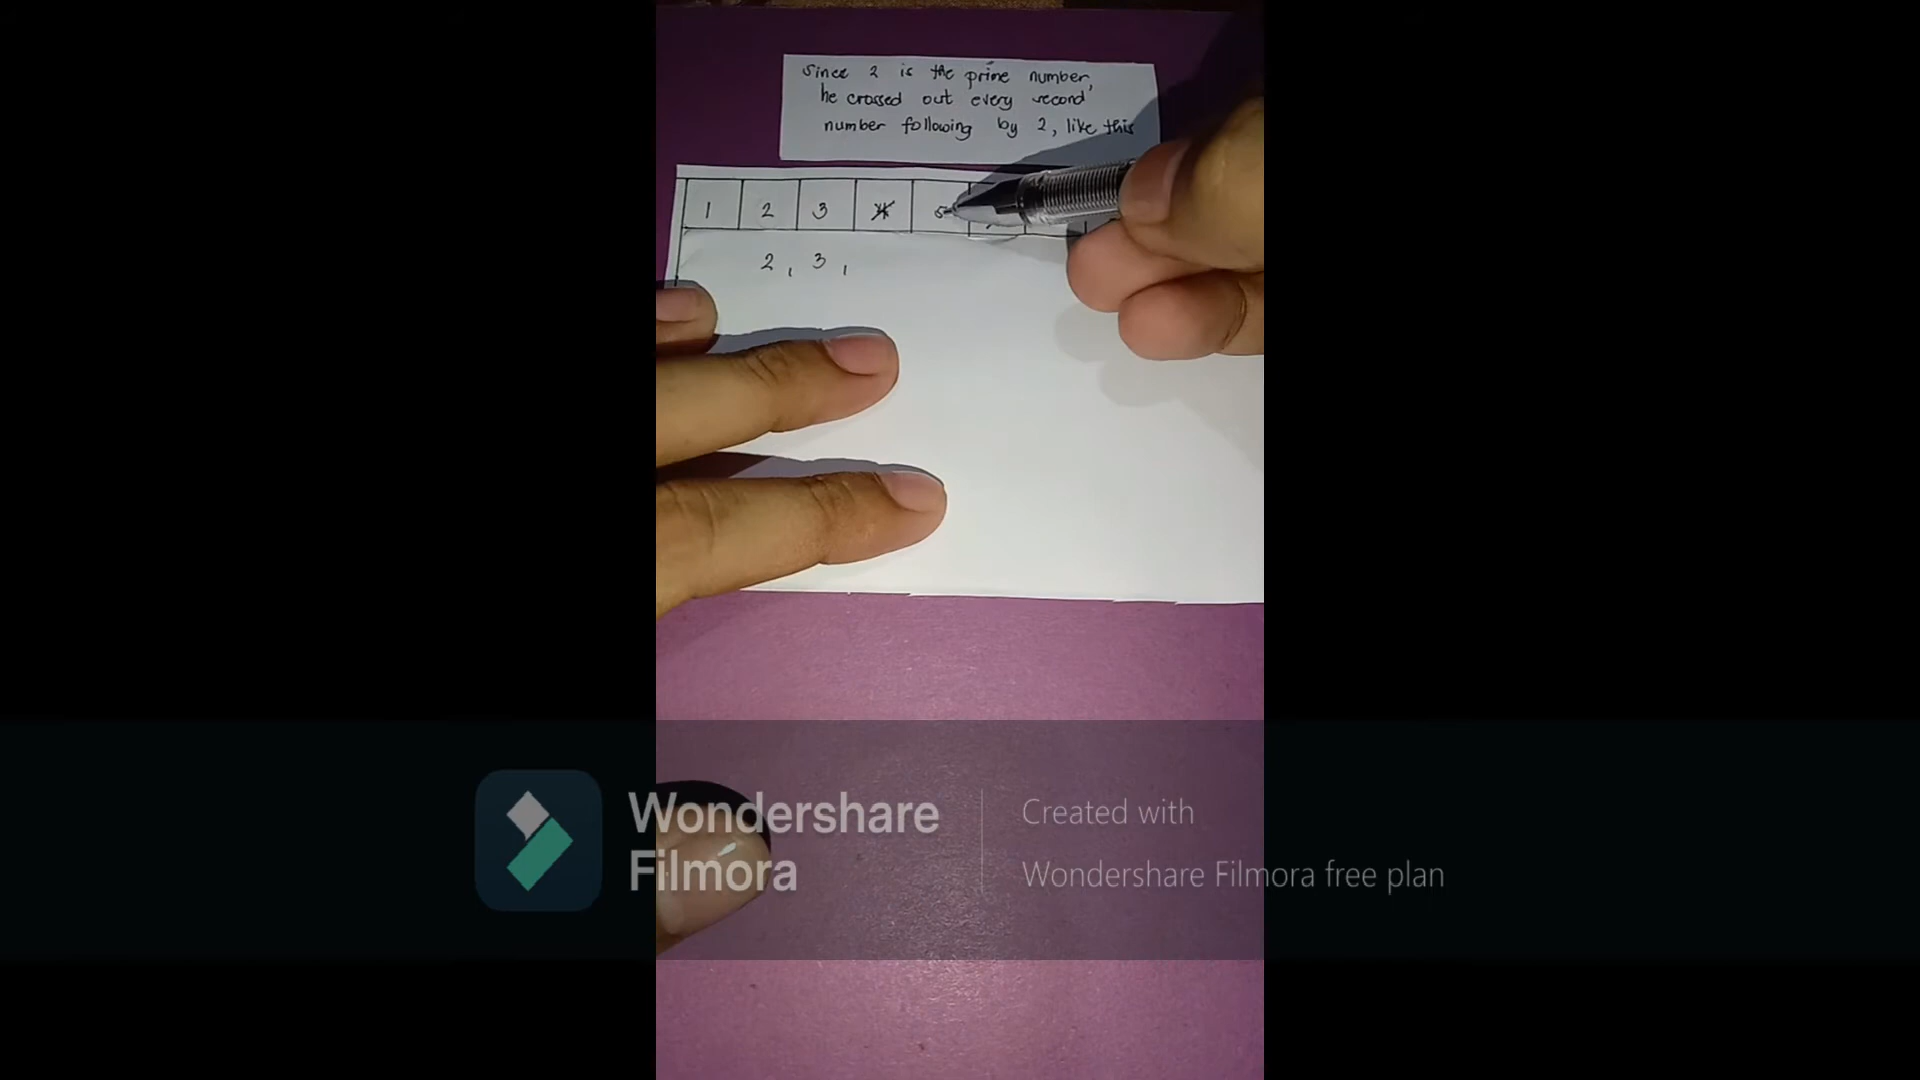 Since 2 is the prime number,
he crossed out every second
number following by 2, like this
1 2 3 4 5
2, 3,
Wondershare
Filmora
Created with
Wondershare Filmora free plan